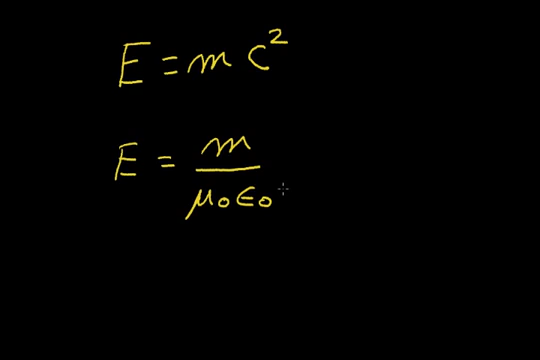 E = mc²
E = m/μ₀ε₀